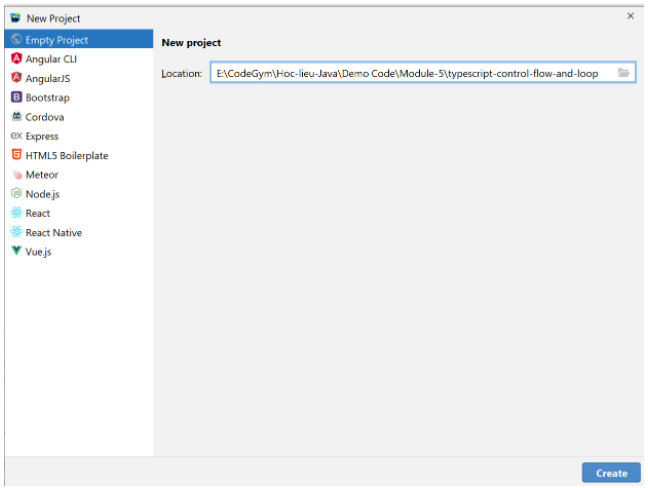 New Project
Empty Project
Angular CLI
AngularJS
Bootstrap
Cordova
ex Express
HTML5 Boilerplate
Meteor
Node.js
React
React Native
Vue.js
New project
Location: E:\CodeGym\Hoc-lieu-Java\Demo Code\Module-5\typescript-control-flow-and-loop
Create